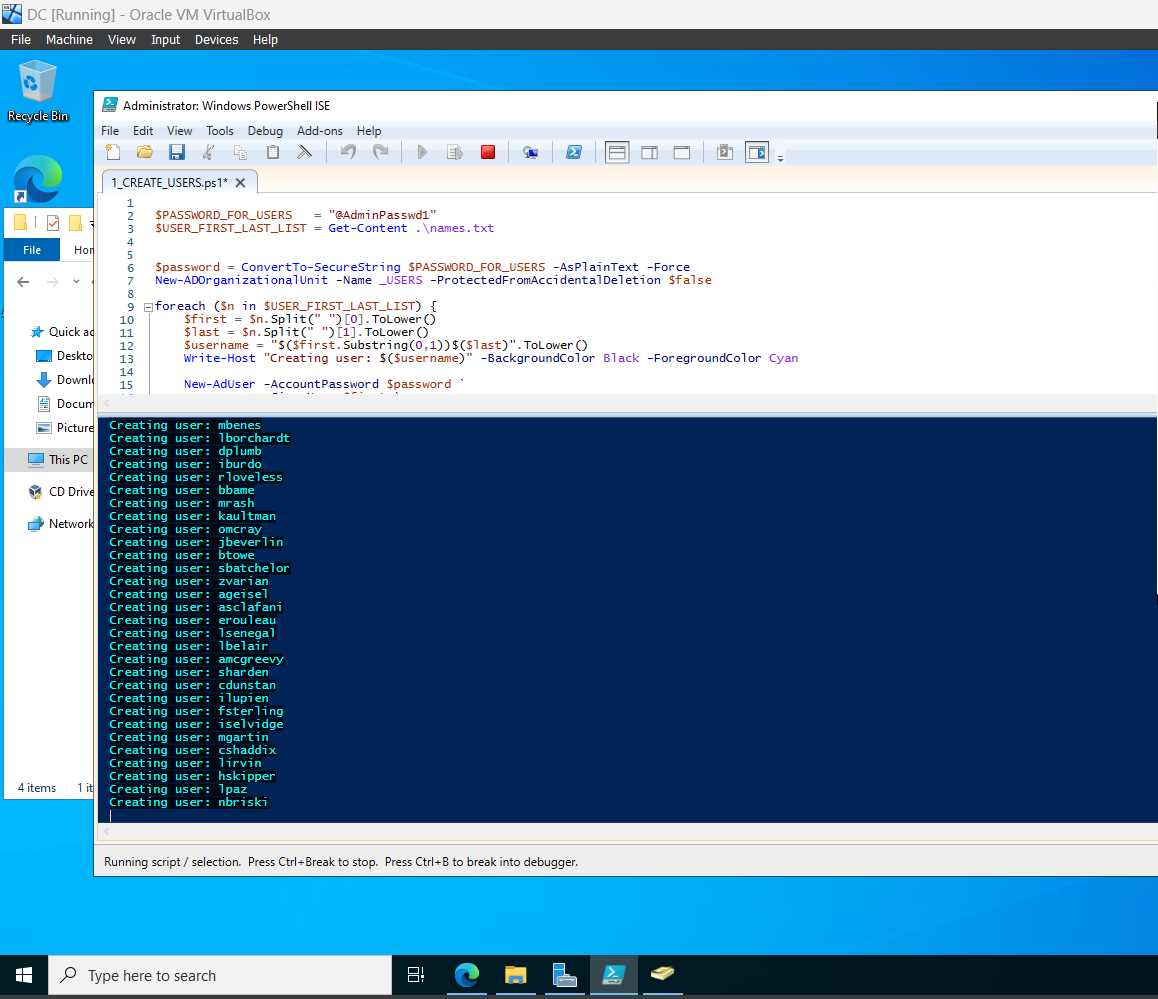 DC [Running] - Oracle VM VirtualBox
File Machine View Input Devices Help
Recycle Bin
Administrator: Windows PowerShell ISE
File Edit View Tools Debug Add-ons Help
1_CREATE_USERS.ps1*
1
2 $PASSWORD_FOR_USERS = "@AdminPasswd1"
3 $USER_FIRST_LAST_LIST = Get-Content .\names.txt
4
5
6 $password = ConvertTo-SecureString $PASSWORD_FOR_USERS -AsPlainText -Force
7 New-ADOrganizationalUnit -Name _USERS -ProtectedFromAccidentalDeletion $false
8
9 foreach ($n in $USER_FIRST_LAST_LIST) {
10 $first = $n.Split(" ")[0].ToLower()
11 $last = $n.Split(" ")[1].ToLower()
12 $username = "$($first.Substring(0,1))$($last)".ToLower()
13 Write-Host "Creating user: $($username)" -BackgroundColor Black -ForegroundColor Cyan
14
15 New-AdUser -AccountPassword $password `
File
Quick
This PC
CD Drive
Network
4 items
Creating user: mbenes
Creating user: lborchardt
Creating user: dplumb
Creating user: iburdo
Creating user: rloveless
Creating user: bbame
Creating user: mrash
Creating user: kaultman
Creating user: omcray
Creating user: jbeverlin
Creating user: btowe
Creating user: sbatchelor
Creating user: zvarian
Creating user: ageisel
Creating user: asclafani
Creating user: erouleau
Creating user: lsenegal
Creating user: lbelair
Creating user: amcgreevy
Creating user: sharden
Creating user: cdunstan
Creating user: ilupien
Creating user: fsterling
Creating user: iselvidge
Creating user: mgartin
Creating user: cshaddix
Creating user: lirvin
Creating user: hskipper
Creating user: lpaz
Creating user: nbriski
Running script / selection. Press Ctrl+Break to stop. Press Ctrl+B to break into debugger.
Type here to search